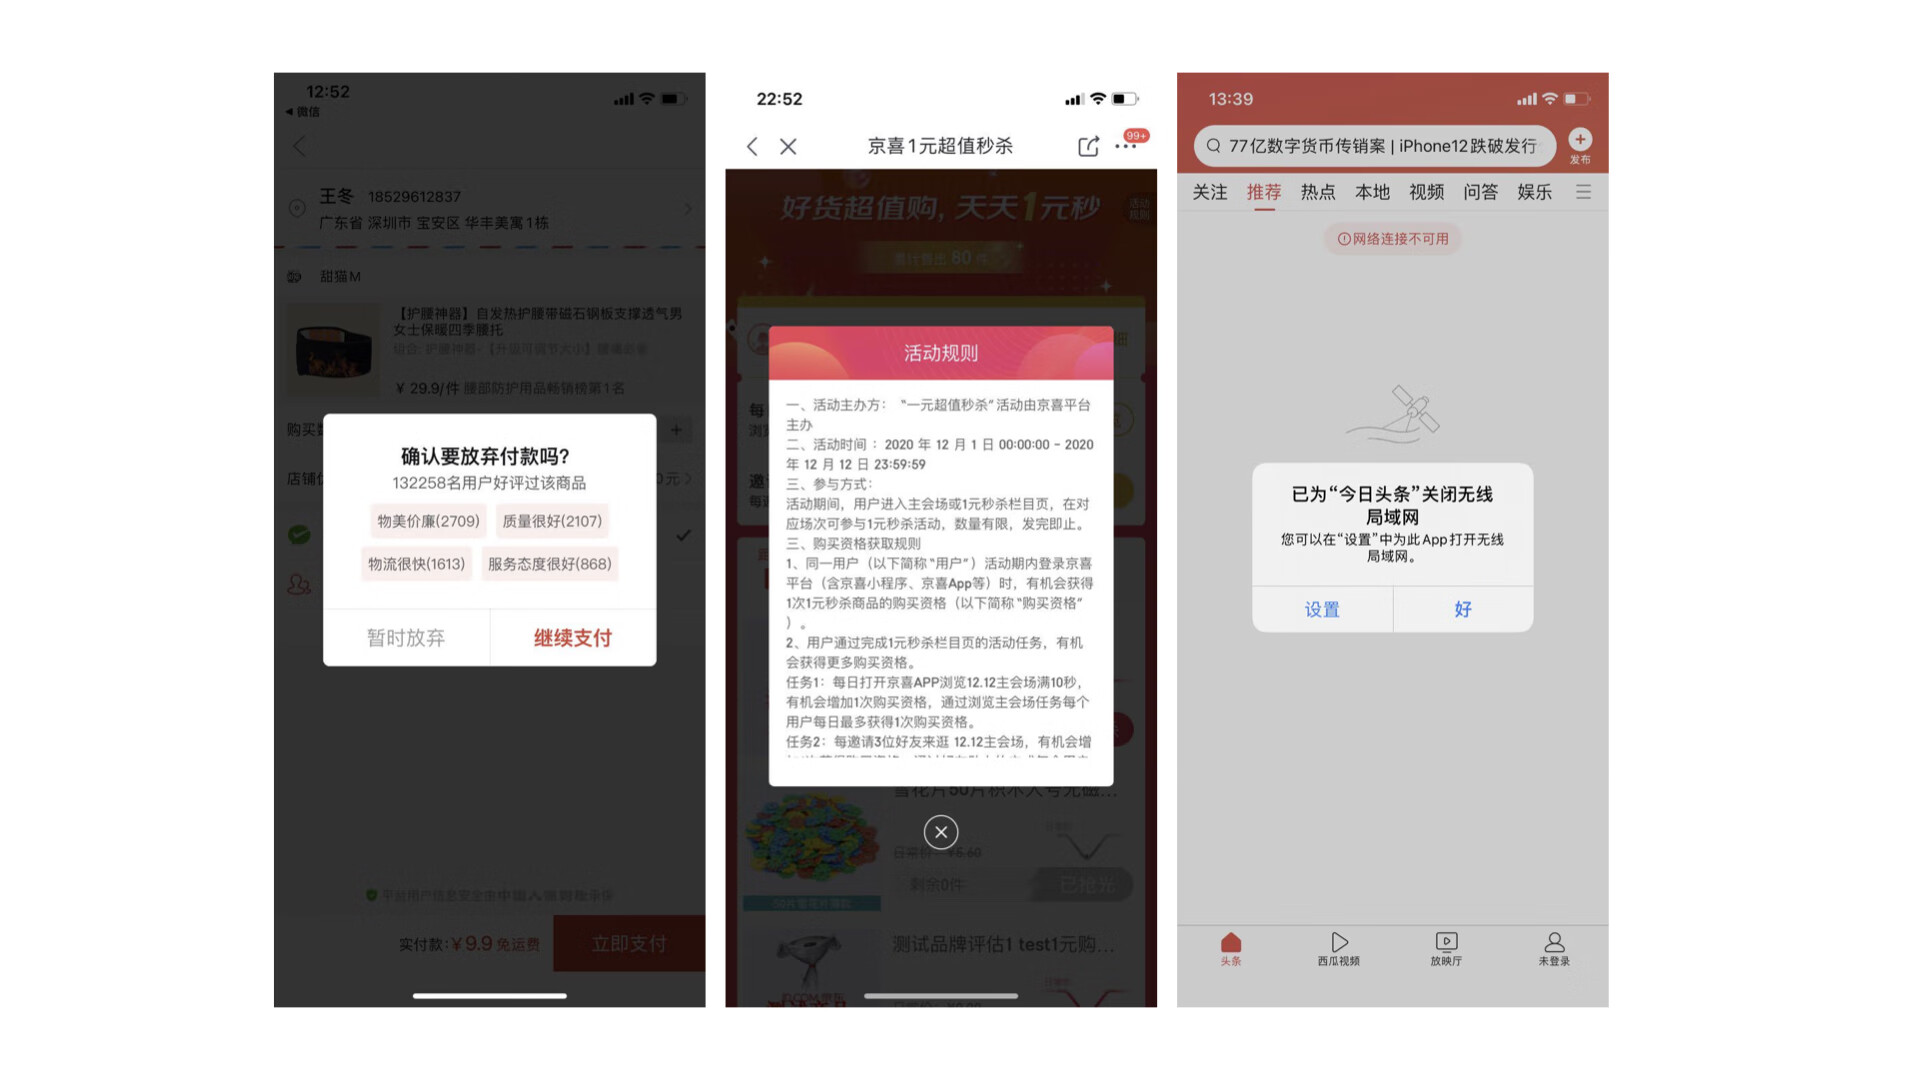 12:52
◀ 微信
王冬 18529612837
广东省 深圳市 宝安区 华丰美寓1栋
甜猫M
【护腰神器】自发热护腰带磁石钢板支撑透气男
女士保暖四季腰托
¥ 29.9/件 腰部防护用品畅销榜第1名
购买
店铺
0元
确认要放弃付款吗?
132258名用户好评过该商品
物美价廉(2709) 质量很好(2107)
物流很快(1613) 服务态度很好(868)
暂时放弃 继续支付
实付款:¥9.9 免运费
立即支付
22:52
京喜1元超值秒杀
99+
好货超值购,天天1元秒
活动
规则
80
活动规则
一、活动主办方: “一元超值秒杀”活动由京喜平台
主办
二、活动时间 : 2020 年 12 月 1 日 00:00:00 - 2020
年 12 月 12 日 23:59:59
三、参与方式:
活动期间,用户进入主会场或1元秒杀栏目页,在对
应场次可参与1元秒杀活动,数量有限,发完即止。
三、购买资格获取规则
1、同一用户(以下简称“用户”)活动期内登录京喜
平台(含京喜小程序、京喜App等)时,有机会获得
1次1元秒杀商品的购买资格(以下简称“购买资格”
)。
2、用户通过完成1元秒杀栏目页的活动任务,有机
会获得更多购买资格。
任务1:每日打开京喜APP浏览12.12主会场满10秒,
有机会增加1次购买资格,通过浏览主会场任务每个
用户每日最多获得1次购买资格。
任务2:每邀请3位好友来逛 12.12主会场,有机会增
雪花片50片积木大号无磁...
日常价 ¥5.60
剩余0件
已抢光
测试品牌评估1 test1元购...
13:39
77亿数字货币传销案 | iPhone12跌破发行
发布
关注 推荐 热点 本地 视频 问答 娱乐
网络连接不可用
已为“今日头条”关闭无线
局域网
您可以在“设置”中为此App打开无线
局域网。
设置 好
头条 西瓜视频 放映厅 未登录